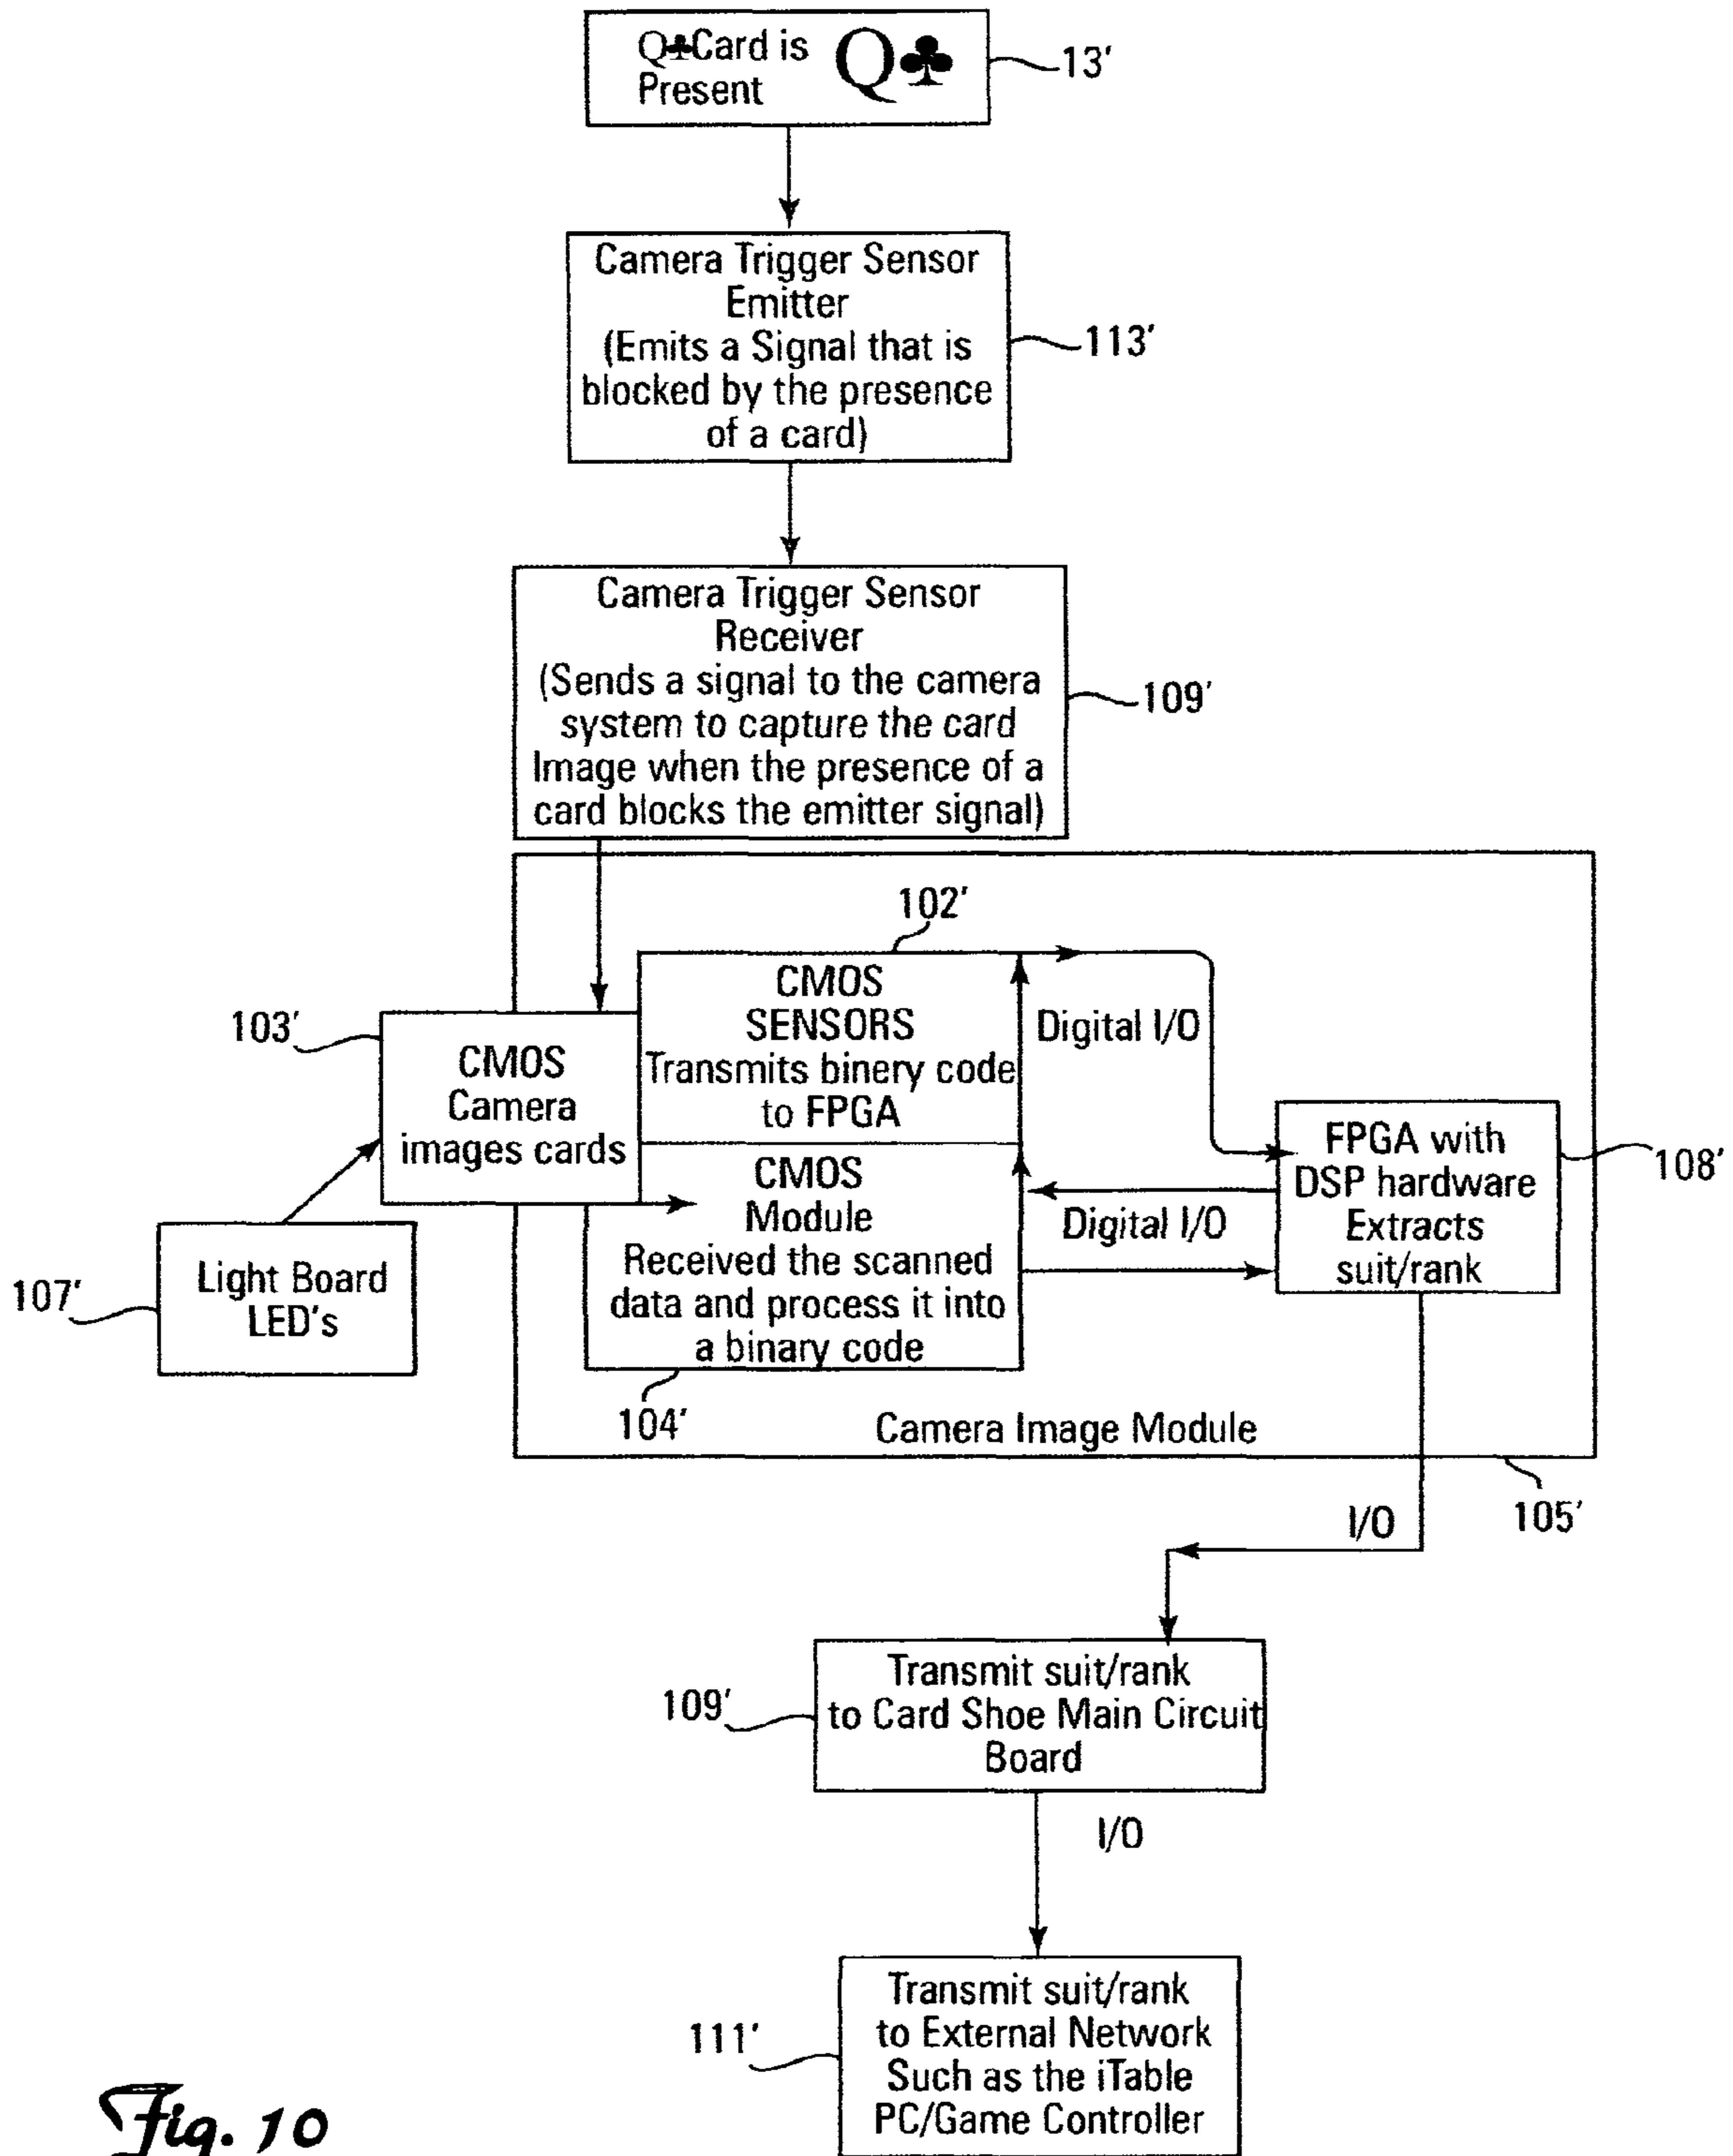 Q♣Card is
Present
Q♣
13'
Camera Trigger Sensor
Emitter
(Emits a Signal that is
blocked by the presence
of a card)
113'
Camera Trigger Sensor
Receiver
(Sends a signal to the camera
system to capture the card
Image when the presence of a
card blocks the emitter signal)
109'
102'
CMOS
SENSORS
Transmits binery code
to FPGA
Digital I/O
103'
CMOS
Camera
images cards
FPGA with
DSP hardware
Extracts
suit/rank
108'
CMOS
Module
Received the scanned
data and process it into
a binary code
Digital I/O
107'
Light Board
LED's
104'
Camera Image Module
105'
I/O
109'
Transmit suit/rank
to Card Shoe Main Circuit
Board
I/O
111'
Transmit suit/rank
to External Network
Such as the iTable
PC/Game Controller
Fig. 10